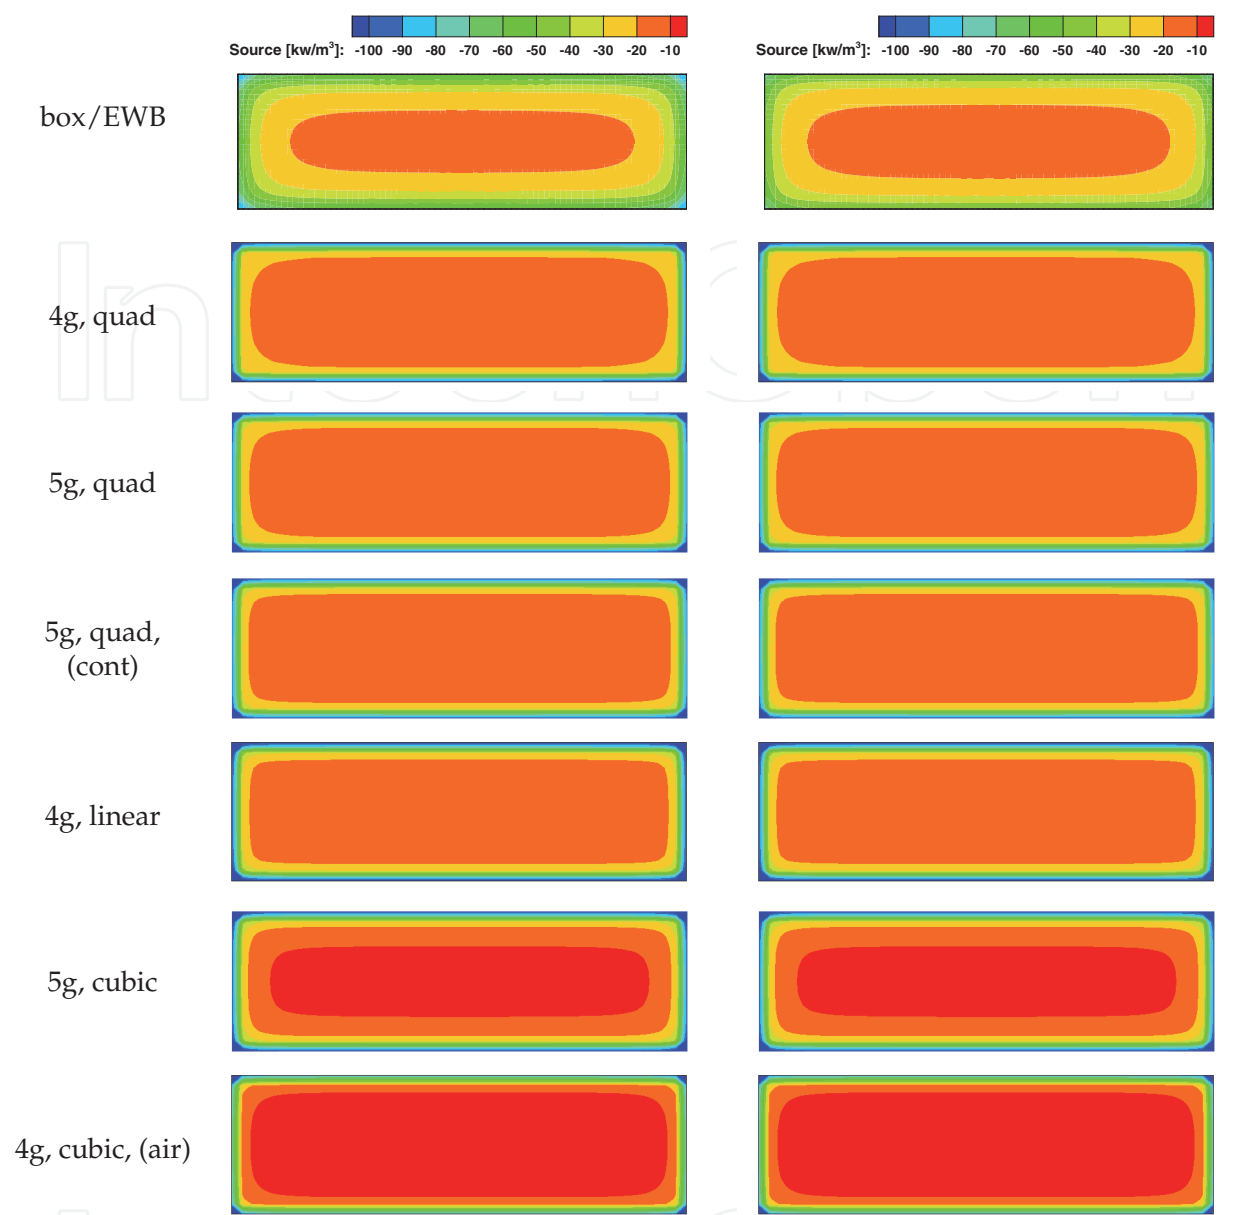 Source [kw/m³]: -100 -90 -80 -70 -60 -50 -40 -30 -20 -10
Source [kw/m³]: -100 -90 -80 -70 -60 -50 -40 -30 -20 -10
box/EWB
4g, quad
5g, quad
5g, quad,
(cont)
4g, linear
5g, cubic
4g, cubic, (air)